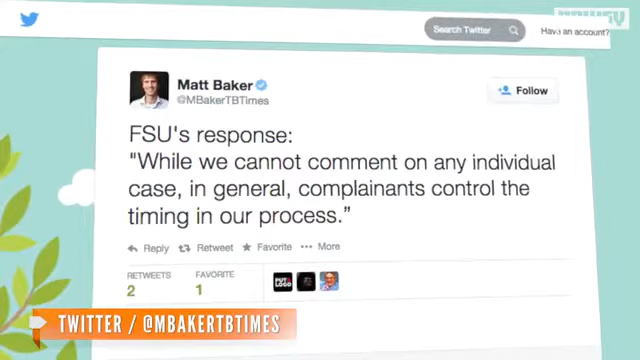 Search Twitter
Have an account?
Matt Baker
@MBakerTBTimes
Follow
FSU's response:
"While we cannot comment on any individual
case, in general, complainants control the
timing in our process.”
Reply
Retweet
Favorite
More
RETWEETS
FAVORITE
2
1
TWITTER / @MBAKERTBTIMES